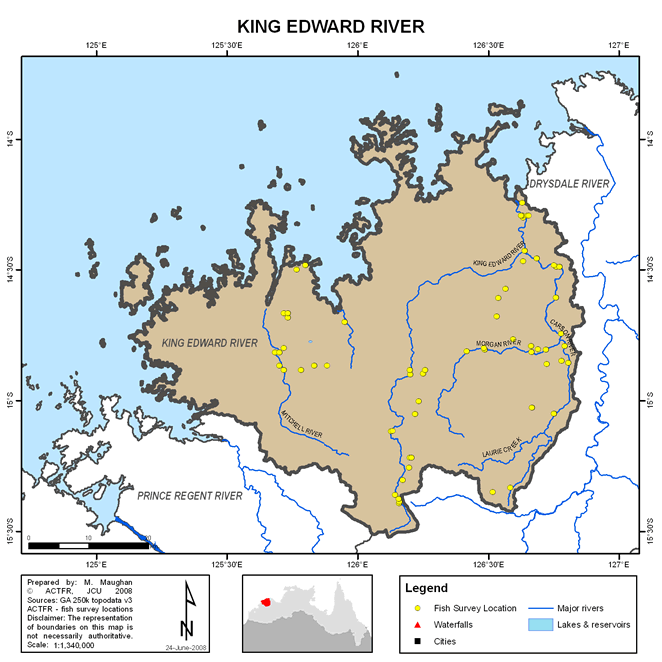 KING EDWARD RIVER
125°E
125°30'E
126°E
126°30'E
127°E
14°S
14°30'S
15°S
15°30'S
14°S
14°30'S
15°S
15°30'S
DRYSDALE RIVER
KING EDWARD RIVER
KING EDWARD RIVER
MORGAN RIVER
MITCHELL RIVER
LAURIE CREEK
PRINCE REGENT RIVER
0
10
20
125°E
125°30'E
126°E
126°30'E
127°E
Prepared by: M. Maughan
© ACTFR, JCU 2008
Sources: GA 250k topodata v3
ACTFR - fish survey locations
Disclaimer: The representation
of boundaries on this map is
not necessarily authoritative.
Scale: 1:1,340,000
N
24-June-2008
Legend
Fish Survey Location
Waterfalls
Cities
Major rivers
Lakes & reservoirs